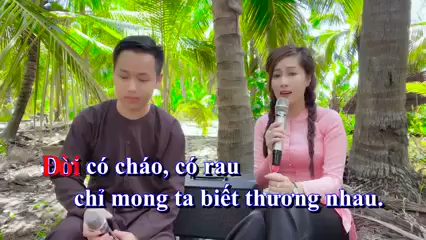 Đời có cháo, có rau
chỉ mong ta biết thương nhau.